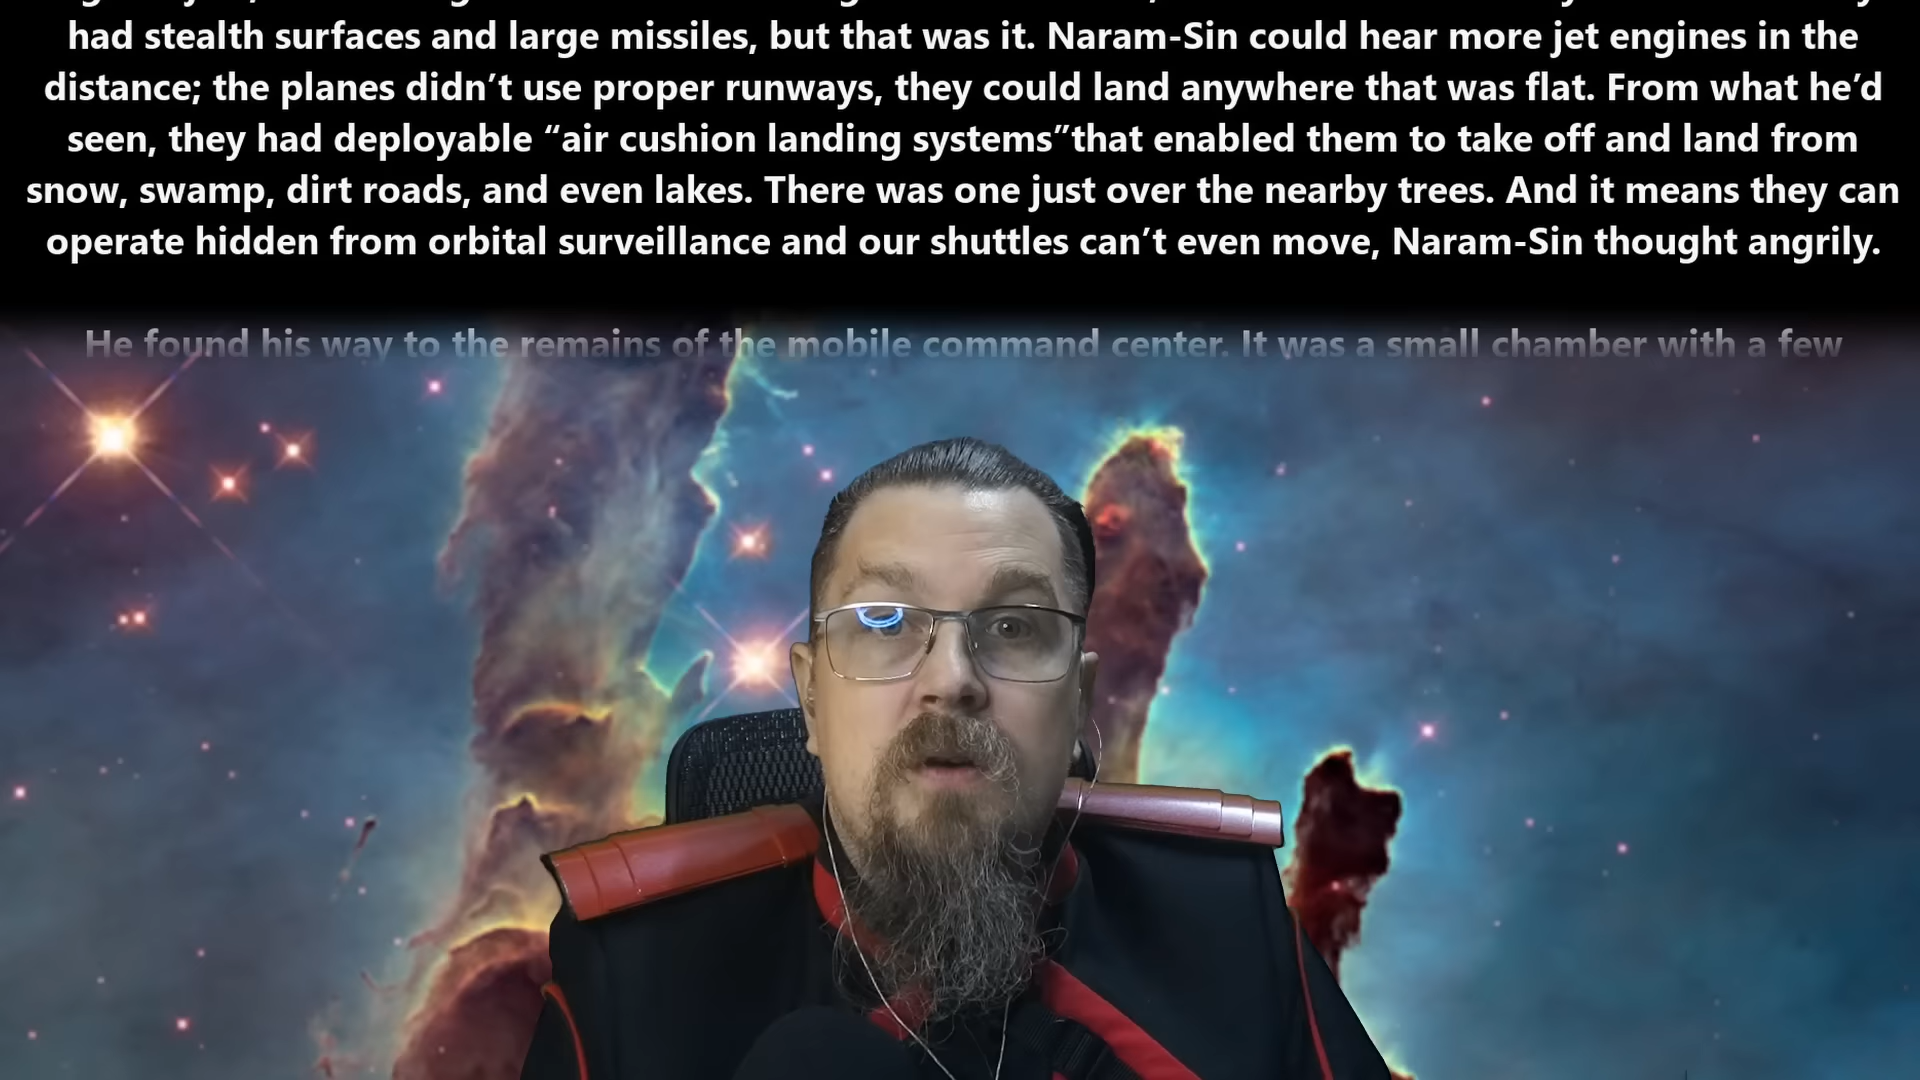 had stealth surfaces and large missiles, but that was it. Naram-Sin could hear more jet engines in the
distance; the planes didn’t use proper runways, they could land anywhere that was flat. From what he’d
seen, they had deployable “air cushion landing systems”that enabled them to take off and land from
snow, swamp, dirt roads, and even lakes. There was one just over the nearby trees. And it means they can
operate hidden from orbital surveillance and our shuttles can’t even move, Naram-Sin thought angrily.
He found his way to the remains of the mobile command center. It was a small chamber with a few